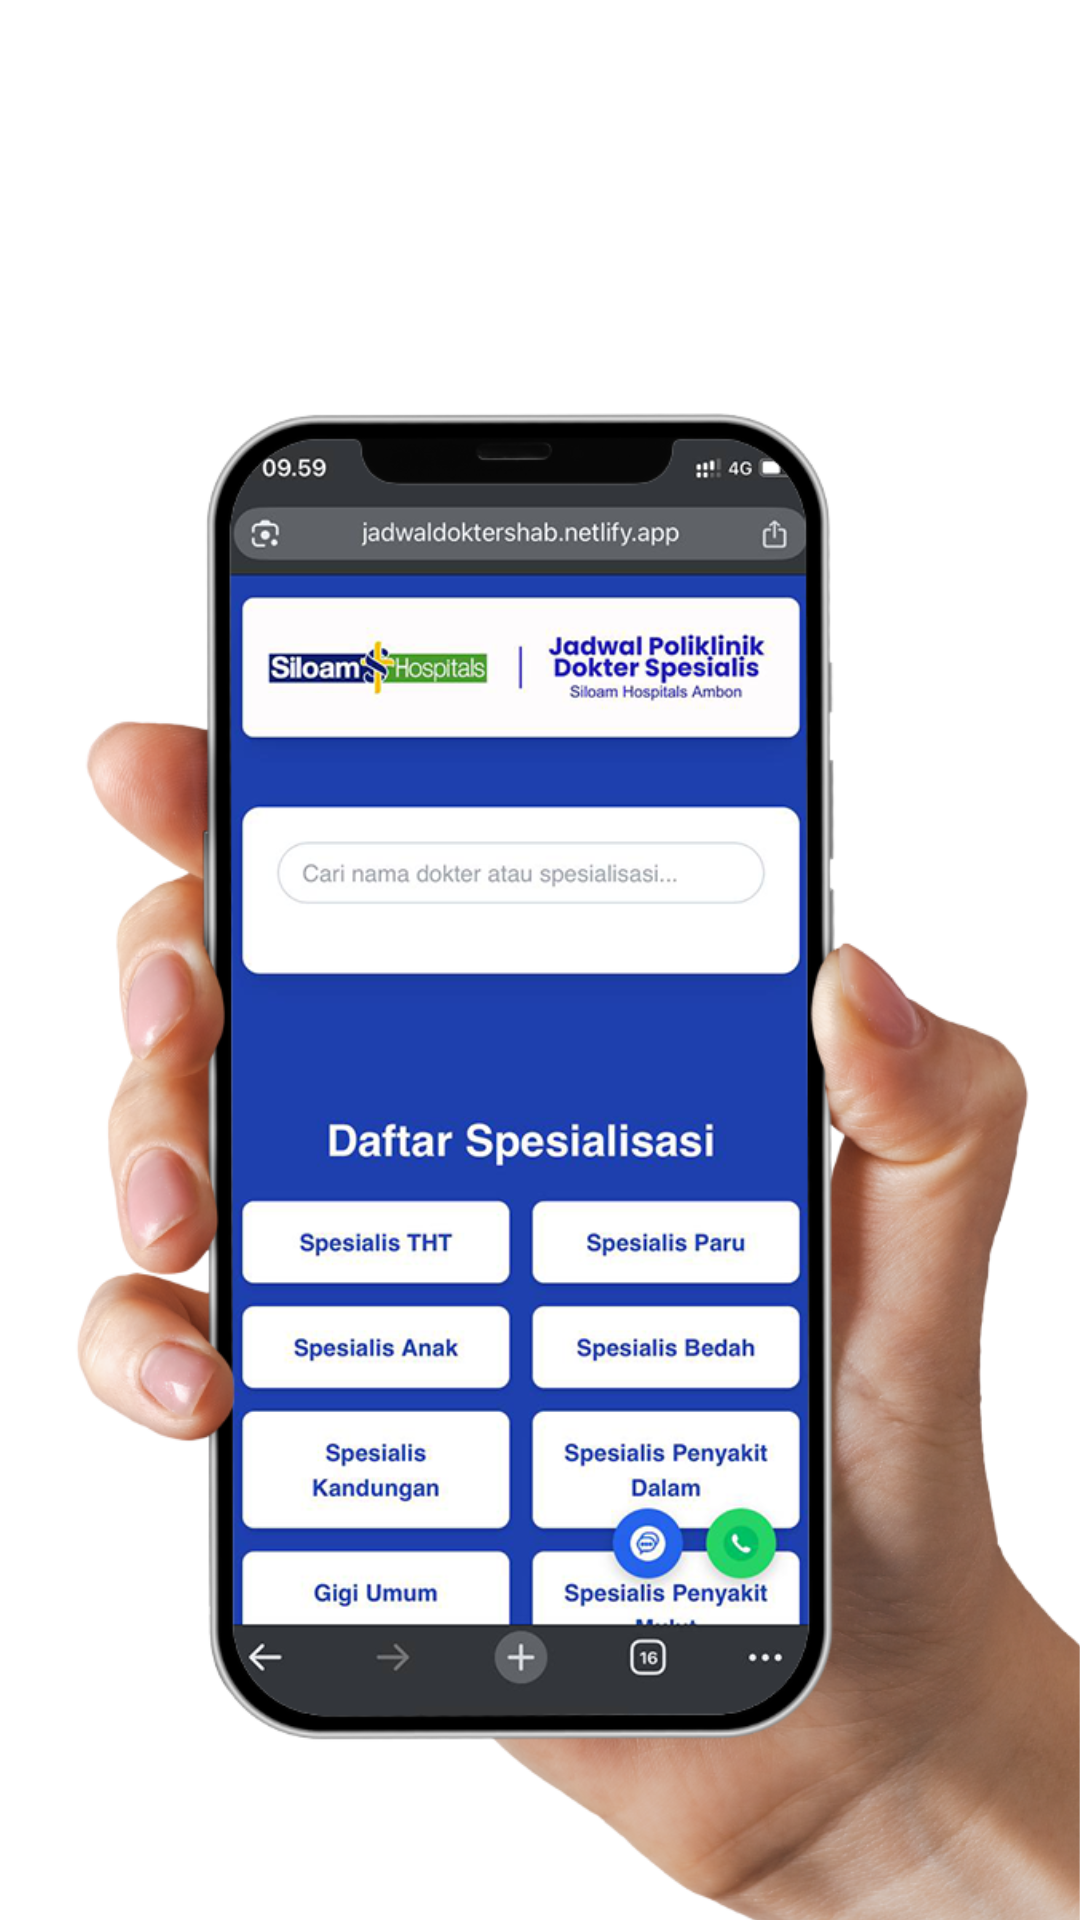 09.59
4G
jadwaldoktershab.netlify.app
Siloam Hospitals
Jadwal Poliklinik
Dokter Spesialis
Siloam Hospitals Ambon
Cari nama dokter atau spesialisasi...
Daftar Spesialisasi
Spesialis THT
Spesialis Paru
Spesialis Anak
Spesialis Bedah
Spesialis
Kandungan
Spesialis Penyakit
Dalam
Gigi Umum
Spesialis Penyakit
16